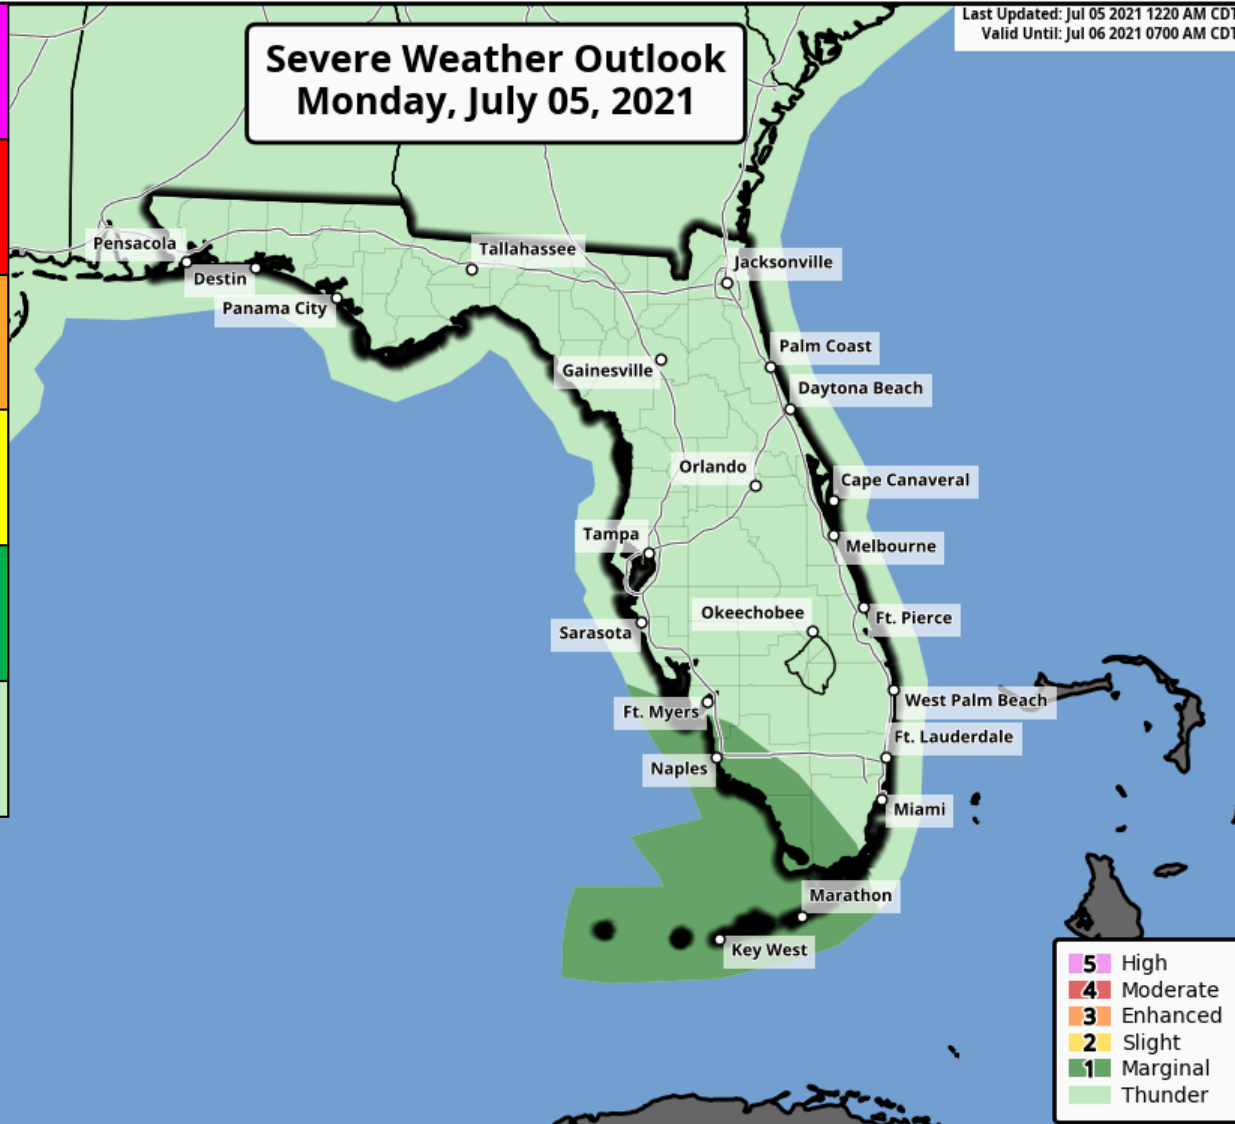 Last Updated: Jul 05 2021 1220 AM CDT
Valid Until: Jul 06 2021 0700 AM CDT
Severe Weather Outlook
Monday, July 05, 2021
Pensacola
Tallahassee
Jacksonville
Destin
Panama City
Palm Coast
Gainesville
Daytona Beach
Orlando
Cape Canaveral
Tampa
Melbourne
Okeechobee
Ft. Pierce
Sarasota
West Palm Beach
Ft. Myers
Ft. Lauderdale
Naples
Miami
Marathon
Key West
5 High
4 Moderate
3 Enhanced
2 Slight
1 Marginal
Thunder